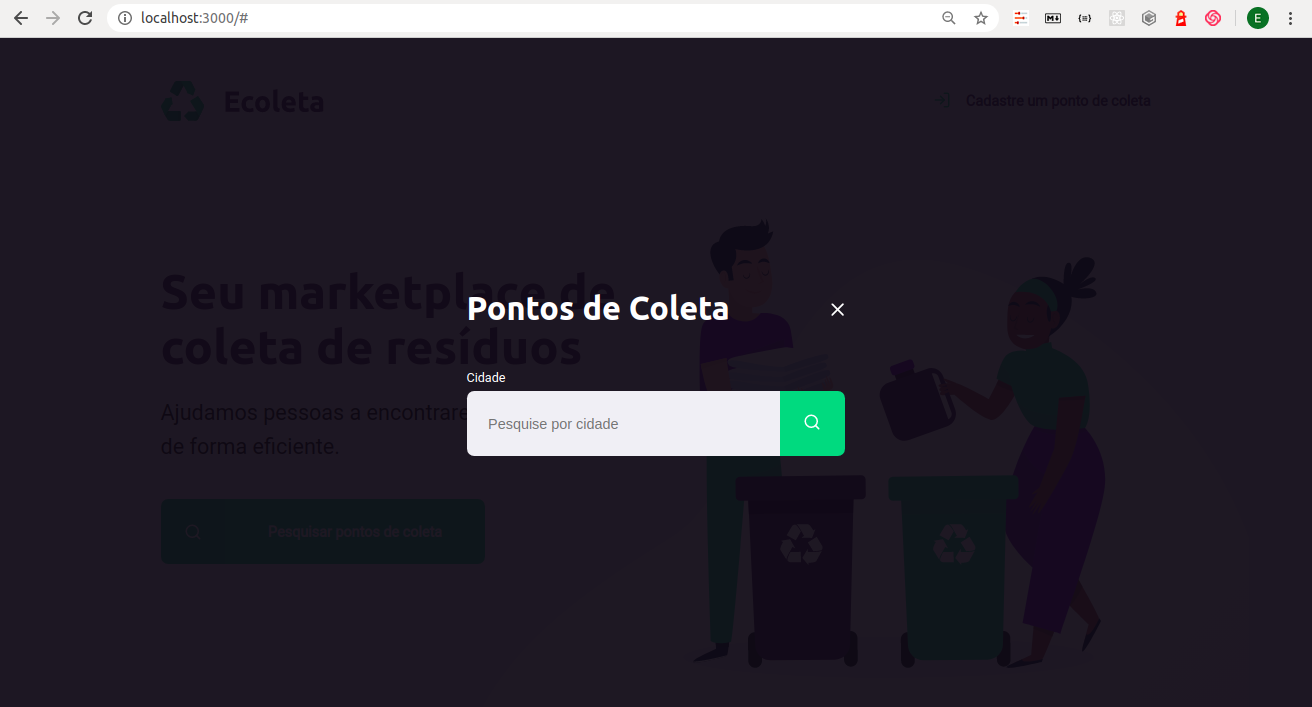 localhost:3000/#
E
Ecoleta
Cadastre um ponto de coleta
Seu marketplace de
coleta de resíduos
Ajudamos pessoas a encontrare
de forma eficiente.
Pesquisar pontos de coleta
Pontos de Coleta
Cidade
Pesquise por cidade